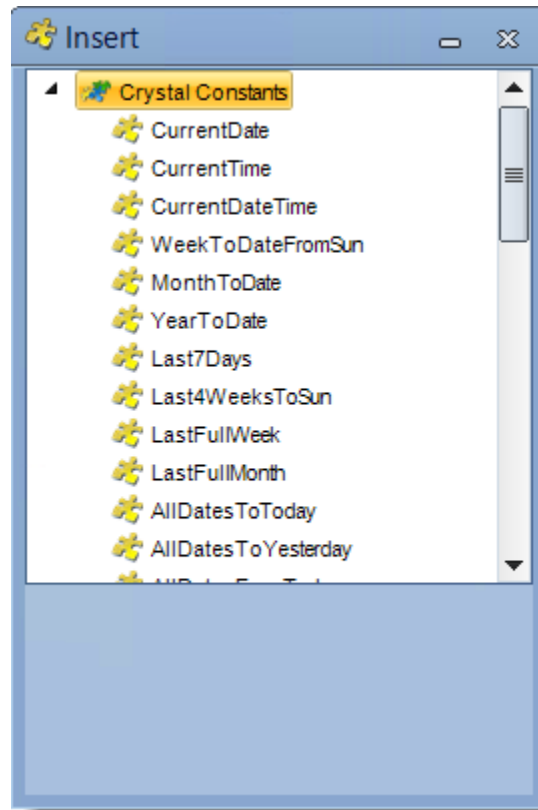 Insert
Crystal Constants
CurrentDate
CurrentTime
CurrentDateTime
WeekToDateFromSun
MonthToDate
YearToDate
Last7Days
Last4WeeksToSun
LastFullWeek
LastFullMonth
AllDatesToToday
AllDatesToYesterday